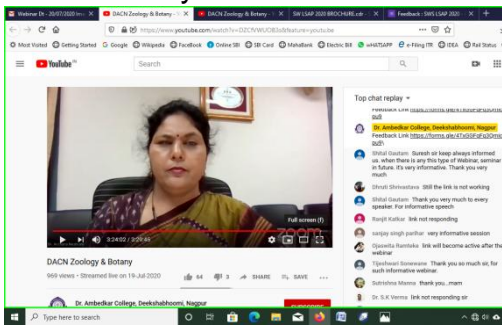 Webinar Dt - 20/07/2020 Im
DACN Zoology & Botany -
DACN Zoology & Botany -
SW LSAP 2020 BROCHURE.cdr
Feedback : SWS LSAP 2020
https://www.youtube.com/watch?v=
&feature=youtu.be
Most Visited
Getting Started
Google
Wikipedia
FaceBook
Online SBI
SBI Card
MahaBank
Electric Bill
wHATSAPP
e-Filing ITR
IDEA
Rail Status
YouTube IN
Search
Top chat replay
Dr. Ambedkar College, Deekshabhoomi, Nagpur
Feedback Link
Shital Gautam Suresh sir keep always informed
us. when there is any this type of Webinar, seminar
in future. it's very informative. Thank you very
much
Shruti Shrivastava Still the link is not working
Shital Gautam Thank you very much to every
speaker. For informative speech
Ranjit Katkar link not responding
sanjay singh parihar very informative session
Ojaswita Ramteke link will become active after the
webinar
Tijeshwari Sonewane Thank you so much sir, for
such informative webinar.
Sutrishna Manna thank you...mam
Dr. S.K Verma link not responding sir
Full screen (f)
zoom
3:24:02 / 3:29:46
DACN Zoology & Botany
969 views • Streamed live on 19-Jul-2020
64
3
SHARE
SAVE
Dr. Ambedkar College, Deekshabhoomi, Nagpur
SUBSCRIBE
Type here to search